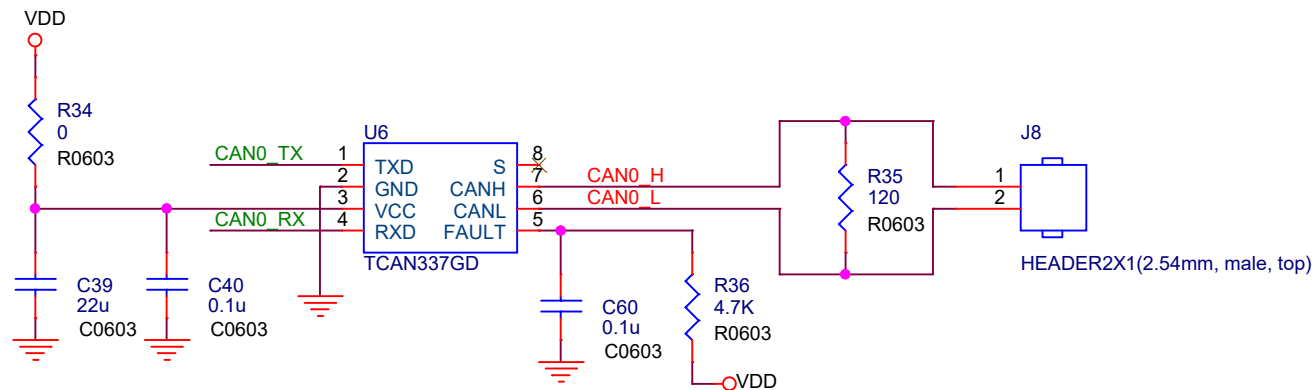 VDD
R34
0
R0603
CAN0_TX
CAN0_RX
C39
22u
C0603
C40
0.1u
C0603
U6
1 TXD S 8
2 GND CANH 7
3 VCC CANL 6
4 RXD FAULT 5
TCAN337GD
CAN0_H
CAN0_L
C60
0.1u
C0603
R36
4.7K
R0603
VDD
R35
120
R0603
J8
1
2
HEADER2X1(2.54mm, male, top)